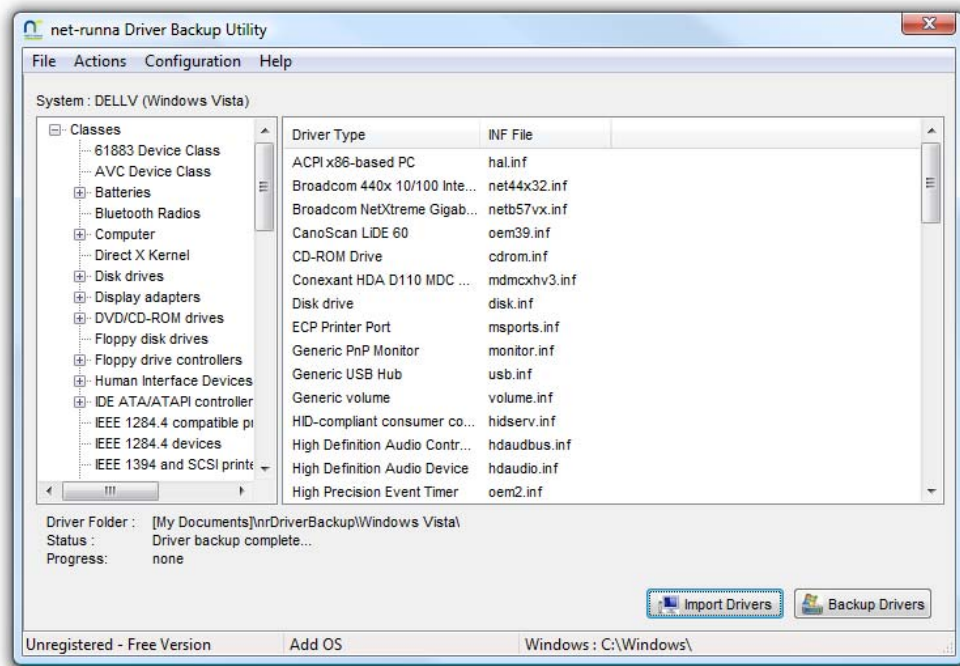 net-runna Driver Backup Utility
File Actions Configuration Help
System : DELLV (Windows Vista)
Classes
61883 Device Class
AVC Device Class
Batteries
Bluetooth Radios
Computer
Direct X Kernel
Disk drives
Display adapters
DVD/CD-ROM drives
Floppy disk drives
Floppy drive controllers
Human Interface Devices
IDE ATA/ATAPI controller
IEEE 1284.4 compatible pr
IEEE 1284.4 devices
IEEE 1394 and SCSI printe
Driver Type INF File
ACPI x86-based PC hal.inf
Broadcom 440x 10/100 Inte... net44x32.inf
Broadcom NetXtreme Gigab... netb57vx.inf
CanoScan LiDE 60 oem39.inf
CD-ROM Drive cdrom.inf
Conexant HDA D110 MDC ... mdmcxhv3.inf
Disk drive disk.inf
ECP Printer Port msports.inf
Generic PnP Monitor monitor.inf
Generic USB Hub usb.inf
Generic volume volume.inf
HID-compliant consumer co... hidserv.inf
High Definition Audio Contr... hdaudbus.inf
High Definition Audio Device hdaudio.inf
High Precision Event Timer oem2.inf
Driver Folder : [My Documents]\nrDriverBackup\Windows Vista\
Status : Driver backup complete...
Progress: none
Import Drivers Backup Drivers
Unregistered - Free Version Add OS Windows : C:\Windows\